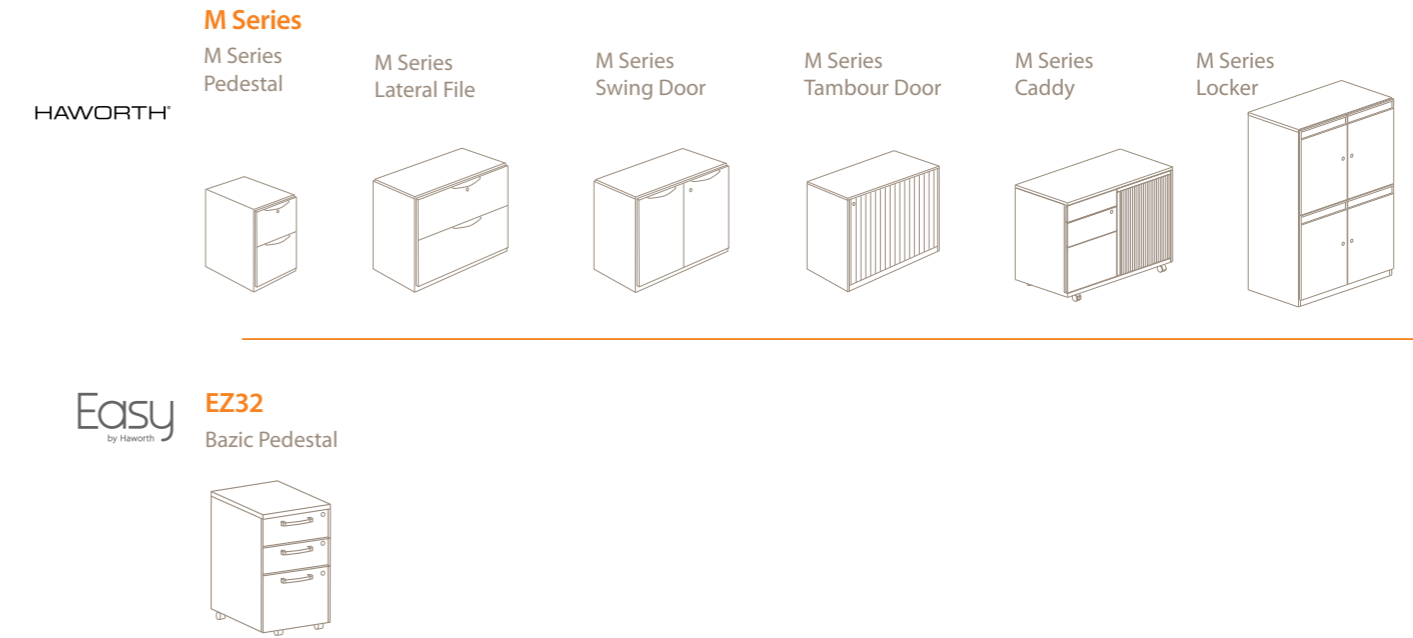 M Series
M Series
Pedestal
M Series
Lateral File
M Series
Swing Door
M Series
Tambour Door
M Series
Caddy
M Series
Locker
HAWORTH®
Easy
by Haworth
EZ32
Bazic Pedestal